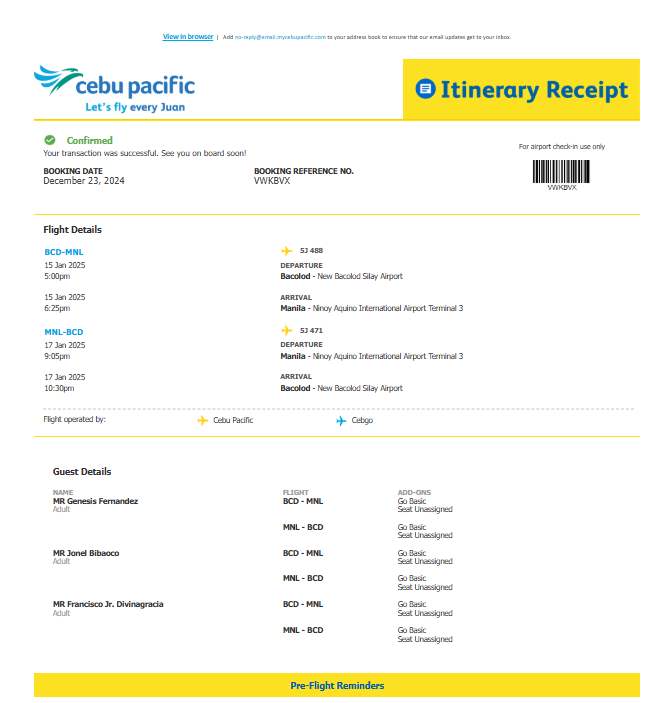 View in browser | Add no-reply@email.mycebupacific.com to your address book to ensure that our email updates get to your inbox.
cebu pacific
Let's fly every Juan
Itinerary Receipt
Confirmed
Your transaction was successful. See you on board soon!
For airport check-in use only
VWKBVX
BOOKING DATE
December 23, 2024
BOOKING REFERENCE NO.
VWKBVX
Flight Details
BCD-MNL
5J 488
15 Jan 2025
5:00pm
DEPARTURE
Bacolod - New Bacolod Silay Airport
15 Jan 2025
6:25pm
ARRIVAL
Manila - Ninoy Aquino International Airport Terminal 3
MNL-BCD
5J 471
17 Jan 2025
9:05pm
DEPARTURE
Manila - Ninoy Aquino International Airport Terminal 3
17 Jan 2025
10:30pm
ARRIVAL
Bacolod - New Bacolod Silay Airport
Flight operated by:
Cebu Pacific
Cebgo
Guest Details
NAME FLIGHT ADD-ONS
MR Genesis Fernandez BCD - MNL Go Basic
Adult Seat Unassigned
MNL - BCD Go Basic
Seat Unassigned
MR Jonel Bibaoco BCD - MNL Go Basic
Adult Seat Unassigned
MNL - BCD Go Basic
Seat Unassigned
MR Francisco Jr. Divinagracia BCD - MNL Go Basic
Adult Seat Unassigned
MNL - BCD Go Basic
Seat Unassigned
Pre-Flight Reminders